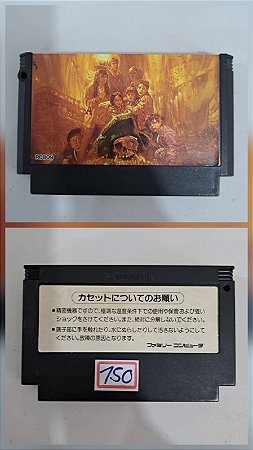 RC809
カセットについてのお願い
●精密機器ですので、極端な温度条件下での使用や保管および強い
ショックをさけてください。また、絶対に分解しないでください。
●端子部に手を触れたり、水にぬらしたりして汚さないようにして
ください。故障の原因となります。
ファミリー コンピュータ
150